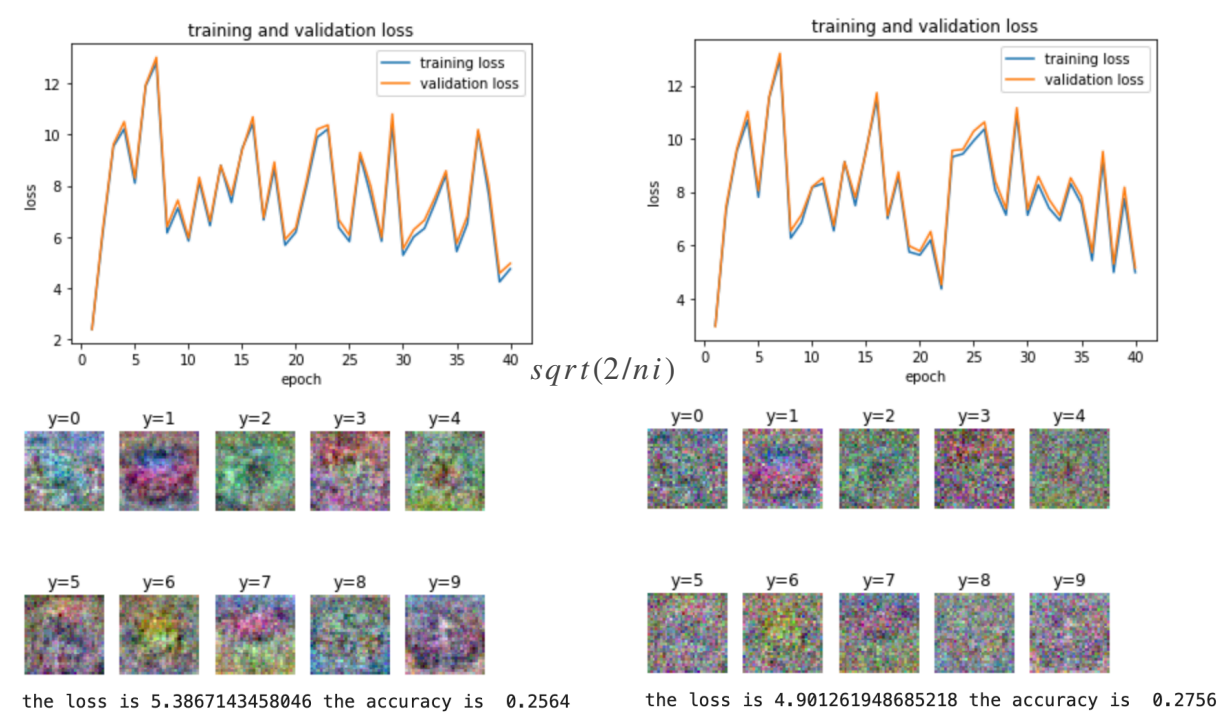 training and validation loss
training loss
validation loss
12
10
8
6
4
2
loss
0 5 10 15 20 25 30 35 40
epoch
training and validation loss
training loss
validation loss
12
10
8
6
4
loss
0 5 10 15 20 25 30 35 40
epoch
sqrt(2/ni)
y=0 y=1 y=2 y=3 y=4
y=5 y=6 y=7 y=8 y=9
the loss is 5.38671434580​46 the accuracy is 0.2564
y=0 y=1 y=2 y=3 y=4
y=5 y=6 y=7 y=8 y=9
the loss is 4.9012619486852​18 the accuracy is 0.2756